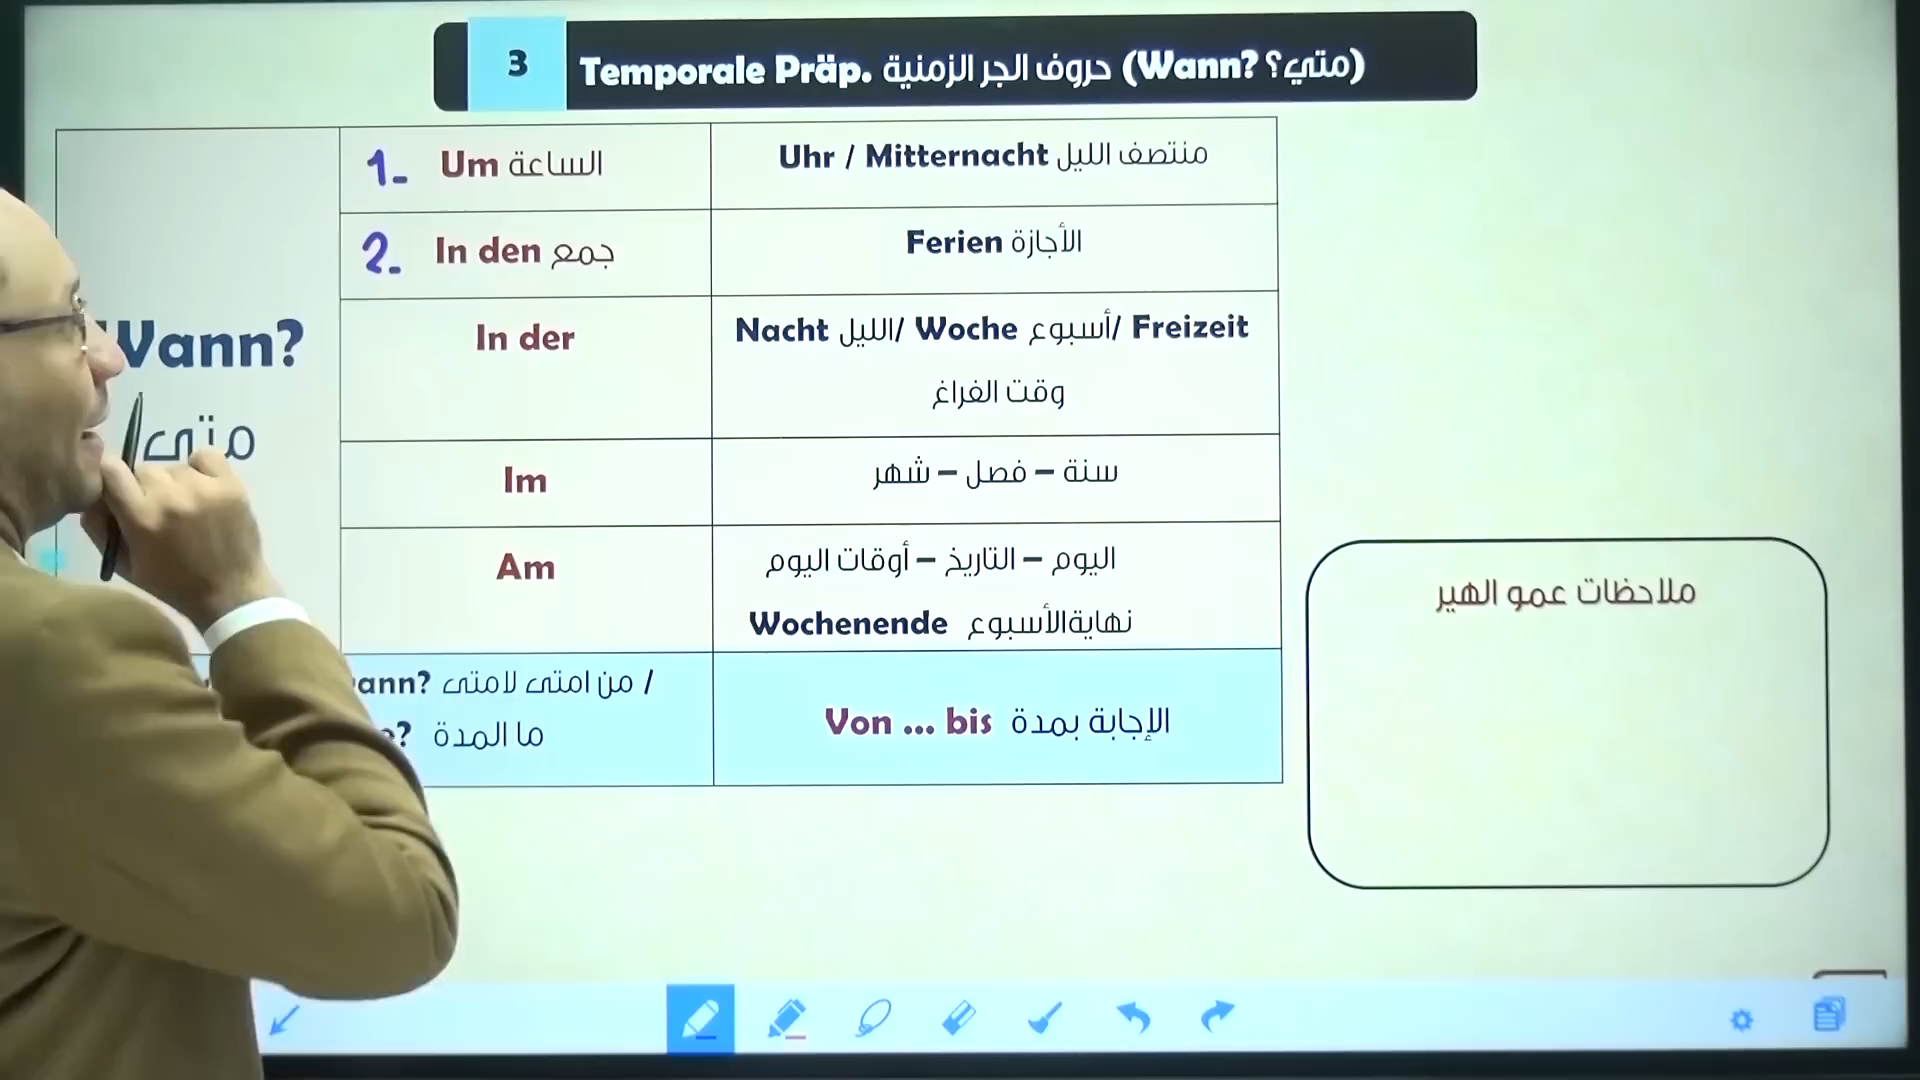 3 Temporale Präp. حروف الجر الزمنية (Wann? متي؟)
1- Um الساعة
Uhr / Mitternacht منتصف الليل
2- In den جمع
Ferien الأجازة
In der
Nacht الليل/ Woche أسبوع/ Freizeit
وقت الفراغ
Wann?
متى/
Im
سنة – فصل – شهر
Am
اليوم – التاريخ – أوقات اليوم
Wochenende نهايةالأسبوع
من امتى لامتى /
ما المدة
Von ... bis الإجابة بمدة
ملاحظات عمو الهير